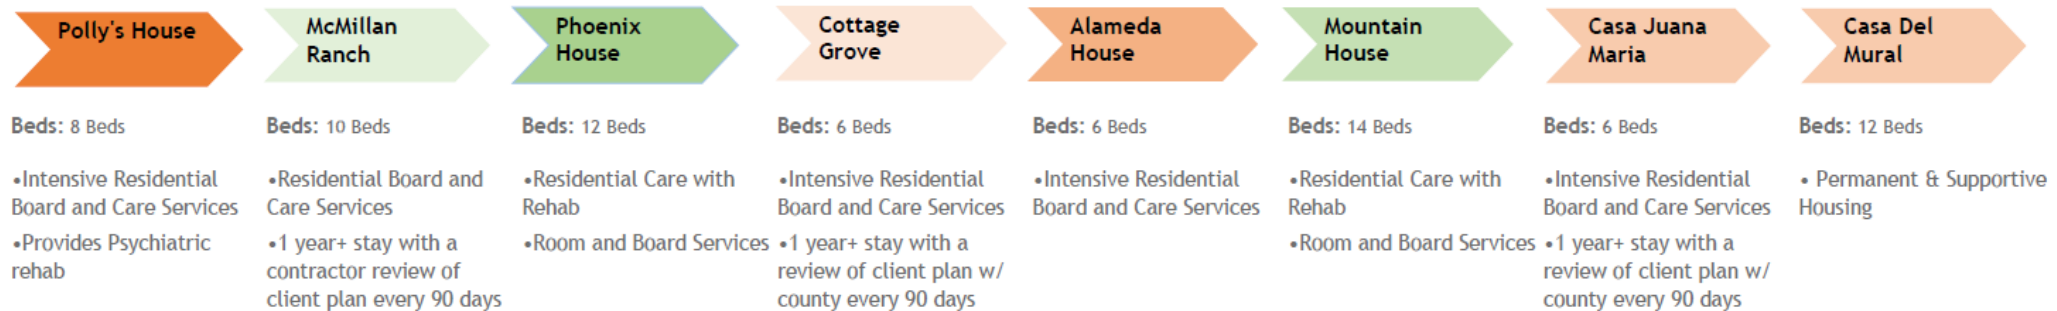 Polly's House
Beds: 8 Beds
•Intensive Residential
Board and Care Services
•Provides Psychiatric
rehab
McMillan
Ranch
Beds: 10 Beds
•Residential Board and
Care Services
•1 year+ stay with a
contractor review of
client plan every 90 days
Phoenix
House
Beds: 12 Beds
•Residential Care with
Rehab
•Room and Board Services
Cottage
Grove
Beds: 6 Beds
•Intensive Residential
Board and Care Services
•1 year+ stay with a
review of client plan w/
county every 90 days
Alameda
House
Beds: 6 Beds
•Intensive Residential
Board and Care Services
Mountain
House
Beds: 14 Beds
•Residential Care with
Rehab
•Room and Board Services
Casa Juana
Maria
Beds: 6 Beds
•Intensive Residential
Board and Care Services
•1 year+ stay with a
review of client plan w/
county every 90 days
Casa Del
Mural
Beds: 12 Beds
• Permanent & Supportive
Housing